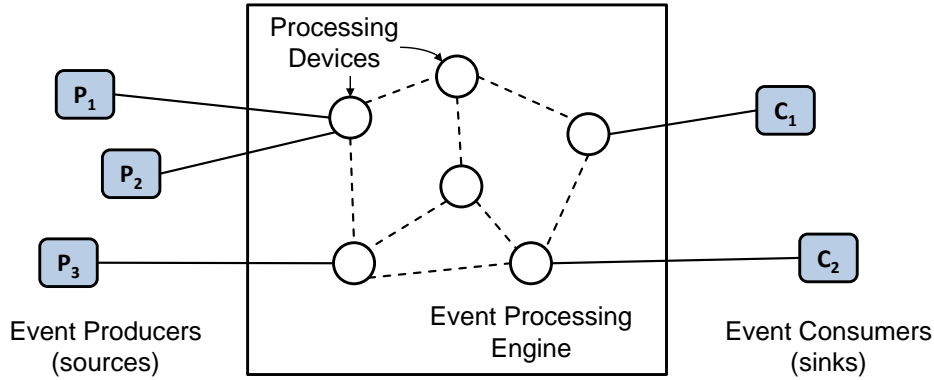 Processing
Devices
P1
P2
P3
C1
C2
Event Producers
(sources)
Event Processing
Engine
Event Consumers
(sinks)